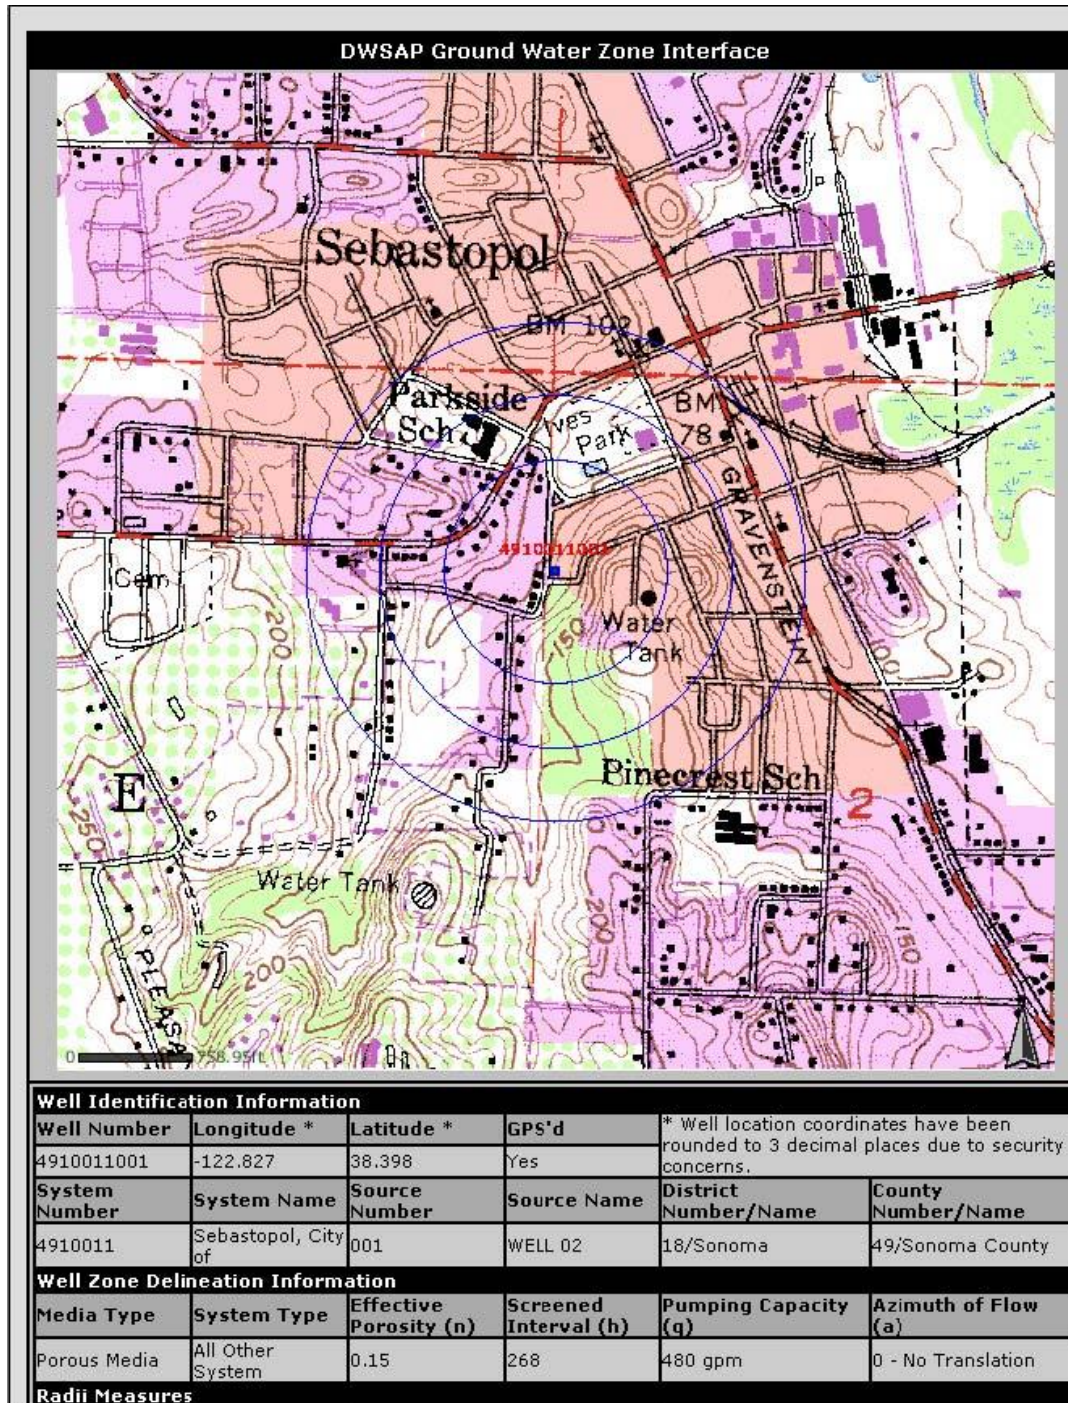 DWSAP Ground Water Zone Interface
Sebastopol
BM 102
Parkside
Sch
Ives
Park
BM
78
GRAVENSTEIN
4910011001
Cem
200
150
Water
Tank
100
Pinecrest Sch
E
2
250
Water Tank
200
200
150
PLEASA
0 758.95ft
Well Identification Information
Well Number Longitude * Latitude * GPS'd * Well location coordinates have been rounded to 3 decimal places due to security concerns.
4910011001 -122.827 38.398 Yes
System Number System Name Source Number Source Name District Number/Name County Number/Name
4910011 Sebastopol, City of 001 WELL 02 18/Sonoma 49/Sonoma County
Well Zone Delineation Information
Media Type System Type Effective Porosity (n) Screened Interval (h) Pumping Capacity (q) Azimuth of Flow (a)
Porous Media All Other System 0.15 268 480 gpm 0 - No Translation
Radii Measures